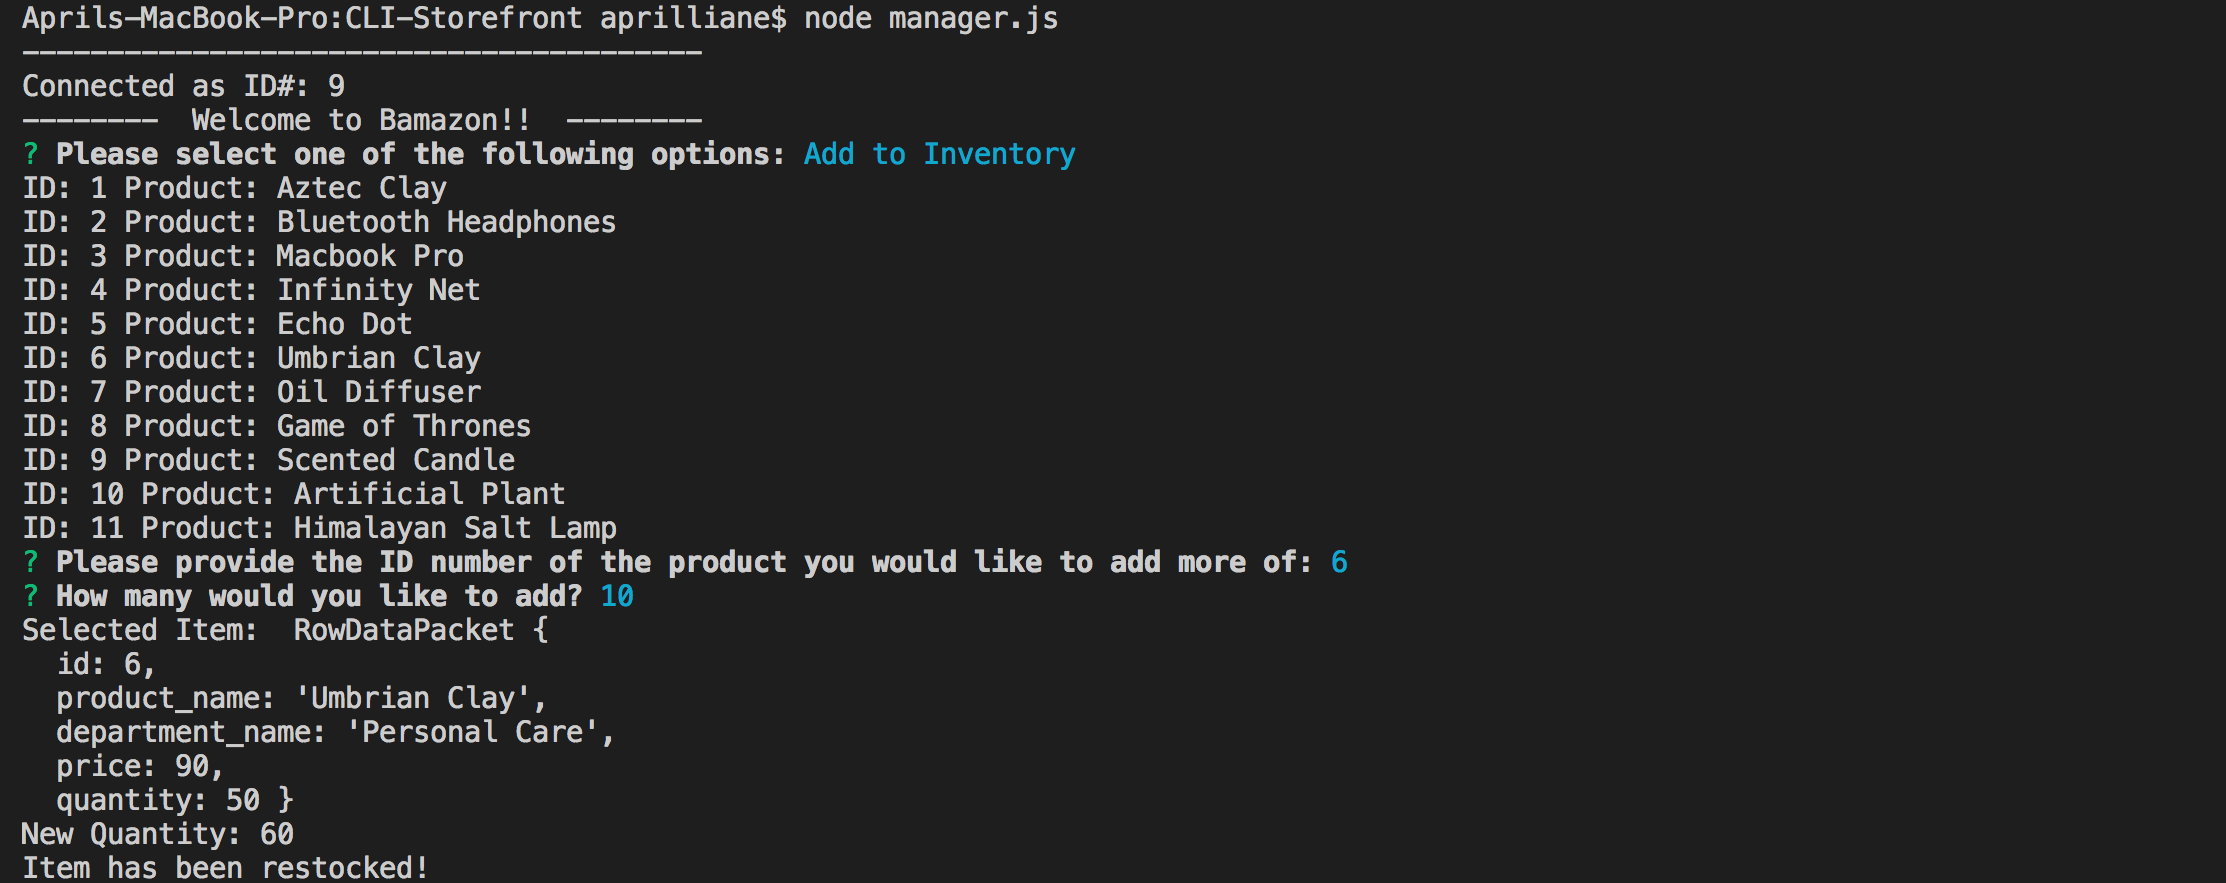 Aprils-MacBook-Pro:CLI-Storefront aprilliane$ node manager.js
----------------------------------------
Connected as ID#: 9
--------  Welcome to Bamazon!!  --------
? Please select one of the following options: Add to Inventory
ID: 1 Product: Aztec Clay
ID: 2 Product: Bluetooth Headphones
ID: 3 Product: Macbook Pro
ID: 4 Product: Infinity Net
ID: 5 Product: Echo Dot
ID: 6 Product: Umbrian Clay
ID: 7 Product: Oil Diffuser
ID: 8 Product: Game of Thrones
ID: 9 Product: Scented Candle
ID: 10 Product: Artificial Plant
ID: 11 Product: Himalayan Salt Lamp
? Please provide the ID number of the product you would like to add more of: 6
? How many would you like to add? 10
Selected Item:  RowDataPacket {
  id: 6,
  product_name: 'Umbrian Clay',
  department_name: 'Personal Care',
  price: 90,
  quantity: 50 }
New Quantity: 60
Item has been restocked!